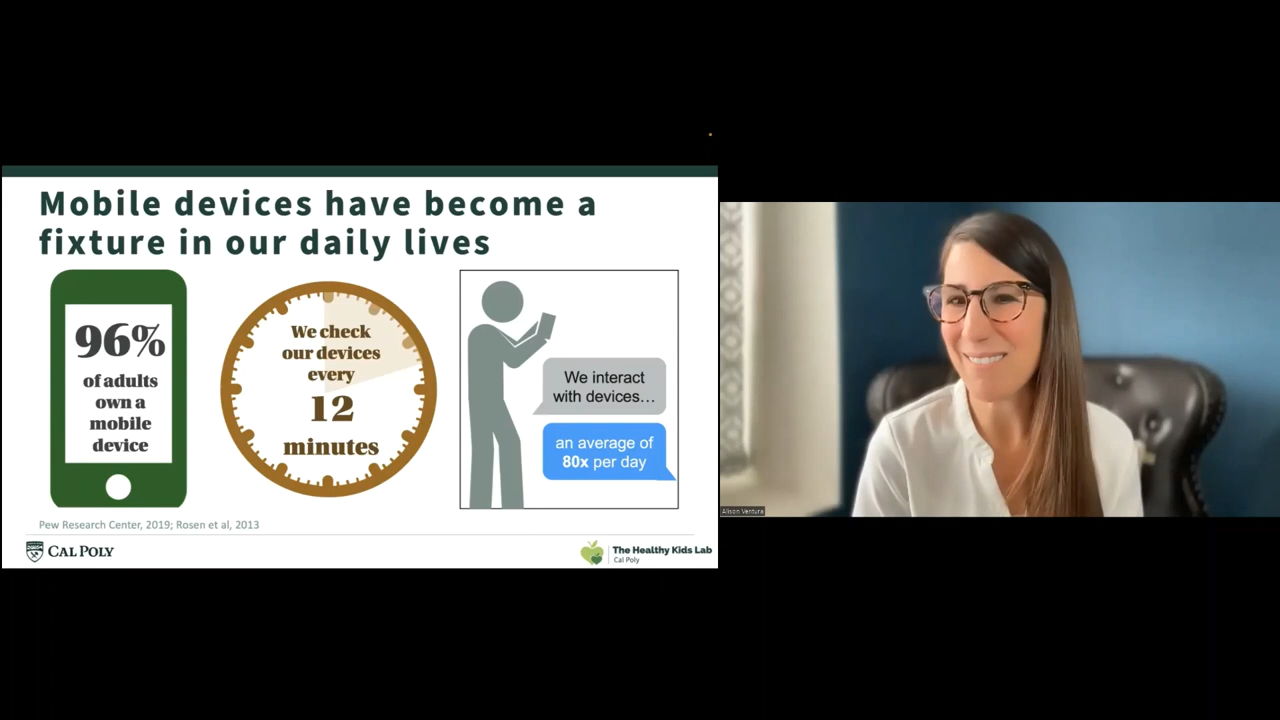 Mobile devices have become a
fixture in our daily lives
96%
of adults
own a
mobile
device
We check
our devices
every
12
minutes
We interact
with devices…
an average of
80x per day
Pew Research Center, 2019; Rosen et al, 2013
CAL POLY
The Healthy Kids Lab
Cal Poly
Alison Ventura